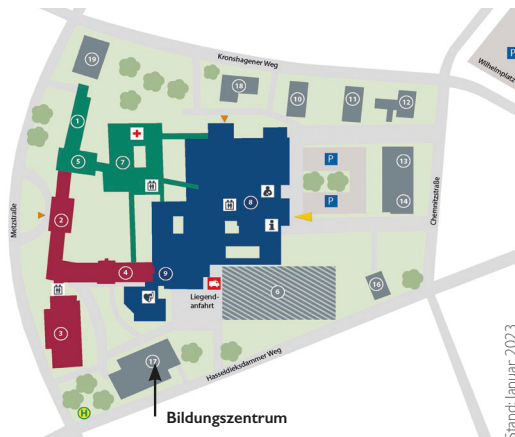 Kronshagener Weg
Wilhelmplatz
P
19
18
10
11
12
1
7
5
P
13
8
P
14
2
i
Metzstraße
Chemnitzstraße
4
9
Liegend-
anfahrt
6
16
3
17
Hasseldieksdammer Weg
H
Bildungszentrum
Stand: Januar 2023